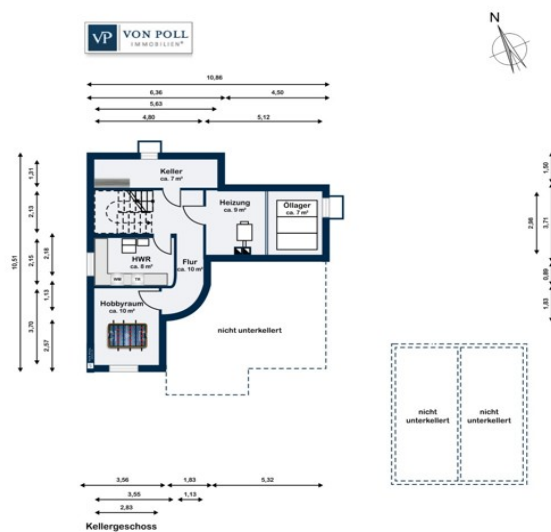 VP
VON POLL
IMMOBILIEN®
N
10,86
6,36
4,50
5,63
4,80
5,12
10,51
1,31
2,13
2,15
2,18
1,13
3,70
2,57
1,50
2,98
3,71
0,89
1,83
Keller
ca. 7 m²
Heizung
ca. 9 m²
Öllager
ca. 7 m²
HWR
ca. 8 m²
WM
TR
Flur
ca. 10 m²
Hobbyraum
ca. 10 m²
nicht unterkellert
nicht
unterkellert
nicht
unterkellert
3,56
1,83
5,32
3,55
1,13
2,83
Kellergeschoss